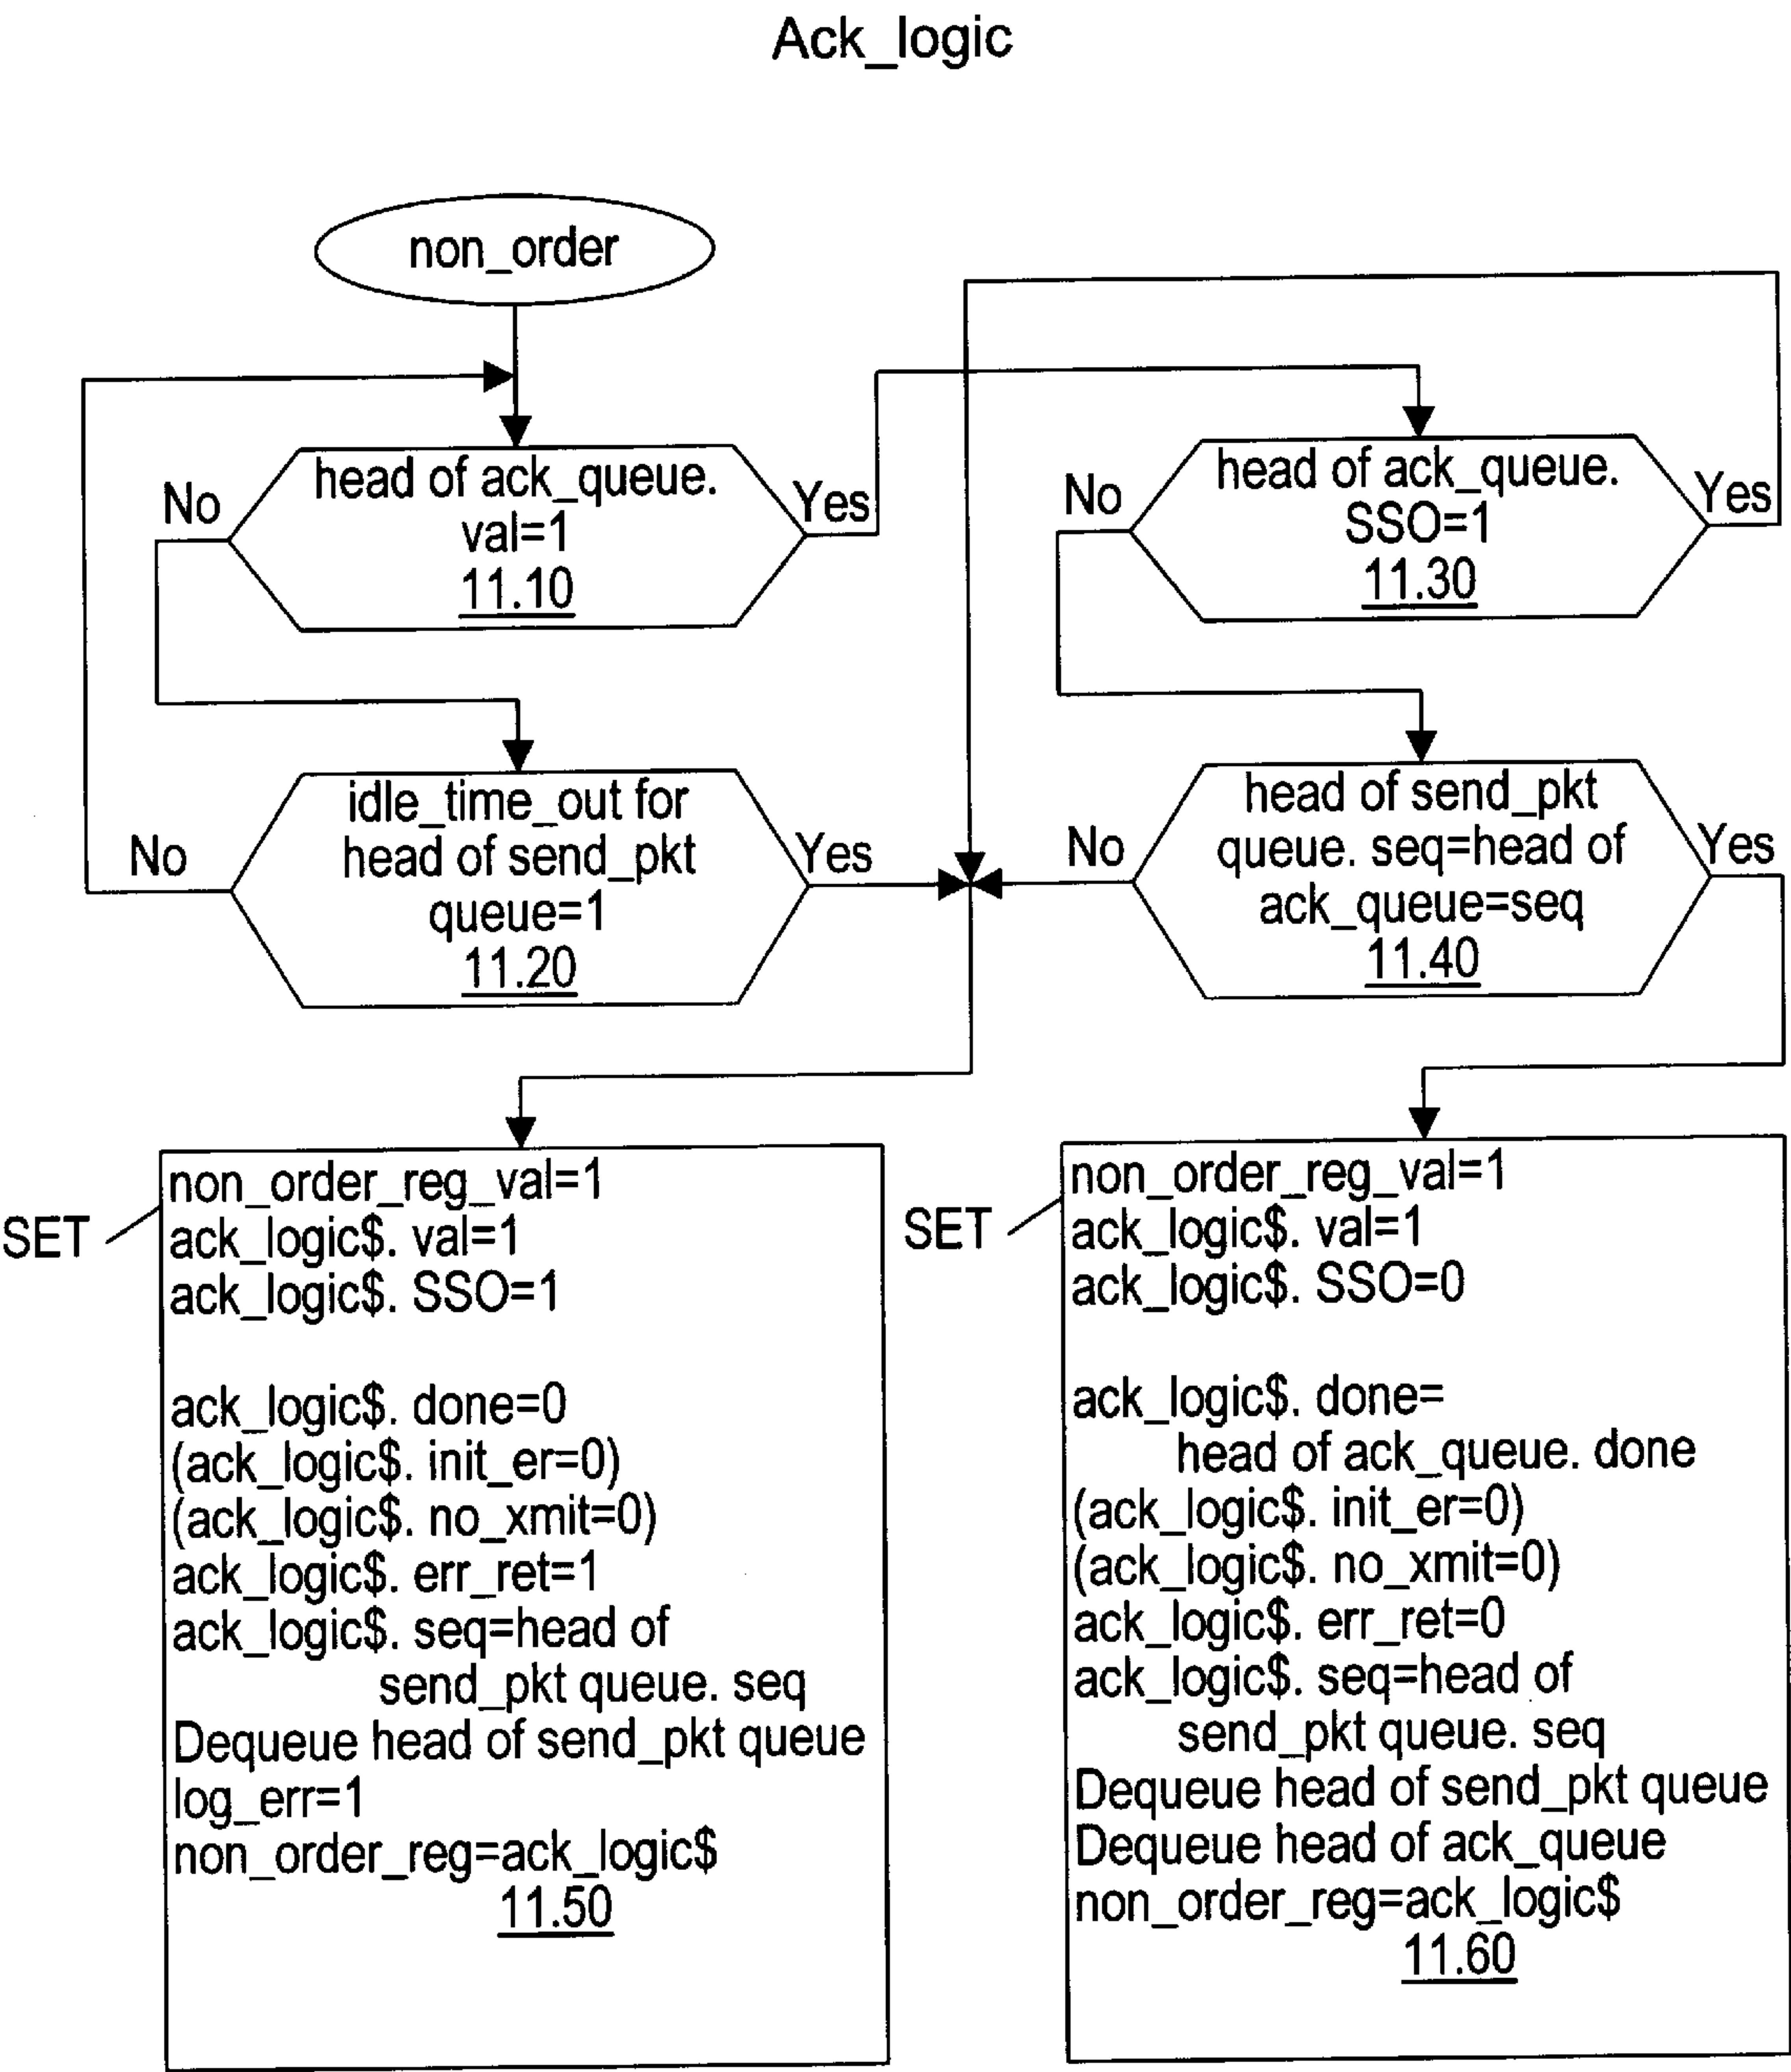 Ack_logic
non_order
head of ack_queue.
val=1
11.10
No
Yes
head of ack_queue.
SSO=1
11.30
No
Yes
idle_time_out for
head of send_pkt
queue=1
11.20
No
Yes
head of send_pkt
queue. seq=head of
ack_queue=seq
11.40
No
Yes
SET
non_order_reg_val=1
ack_logic$. val=1
ack_logic$. SSO=1
ack_logic$. done=0
(ack_logic$. init_er=0)
(ack_logic$. no_xmit=0)
ack_logic$. err_ret=1
ack_logic$. seq=head of
send_pkt queue. seq
Dequeue head of send_pkt queue
log_err=1
non_order_reg=ack_logic$
11.50
SET
non_order_reg_val=1
ack_logic$. val=1
ack_logic$. SSO=0
ack_logic$. done=
head of ack_queue. done
(ack_logic$. init_er=0)
(ack_logic$. no_xmit=0)
ack_logic$. err_ret=0
ack_logic$. seq=head of
send_pkt queue. seq
Dequeue head of send_pkt queue
Dequeue head of ack_queue
non_order_reg=ack_logic$
11.60